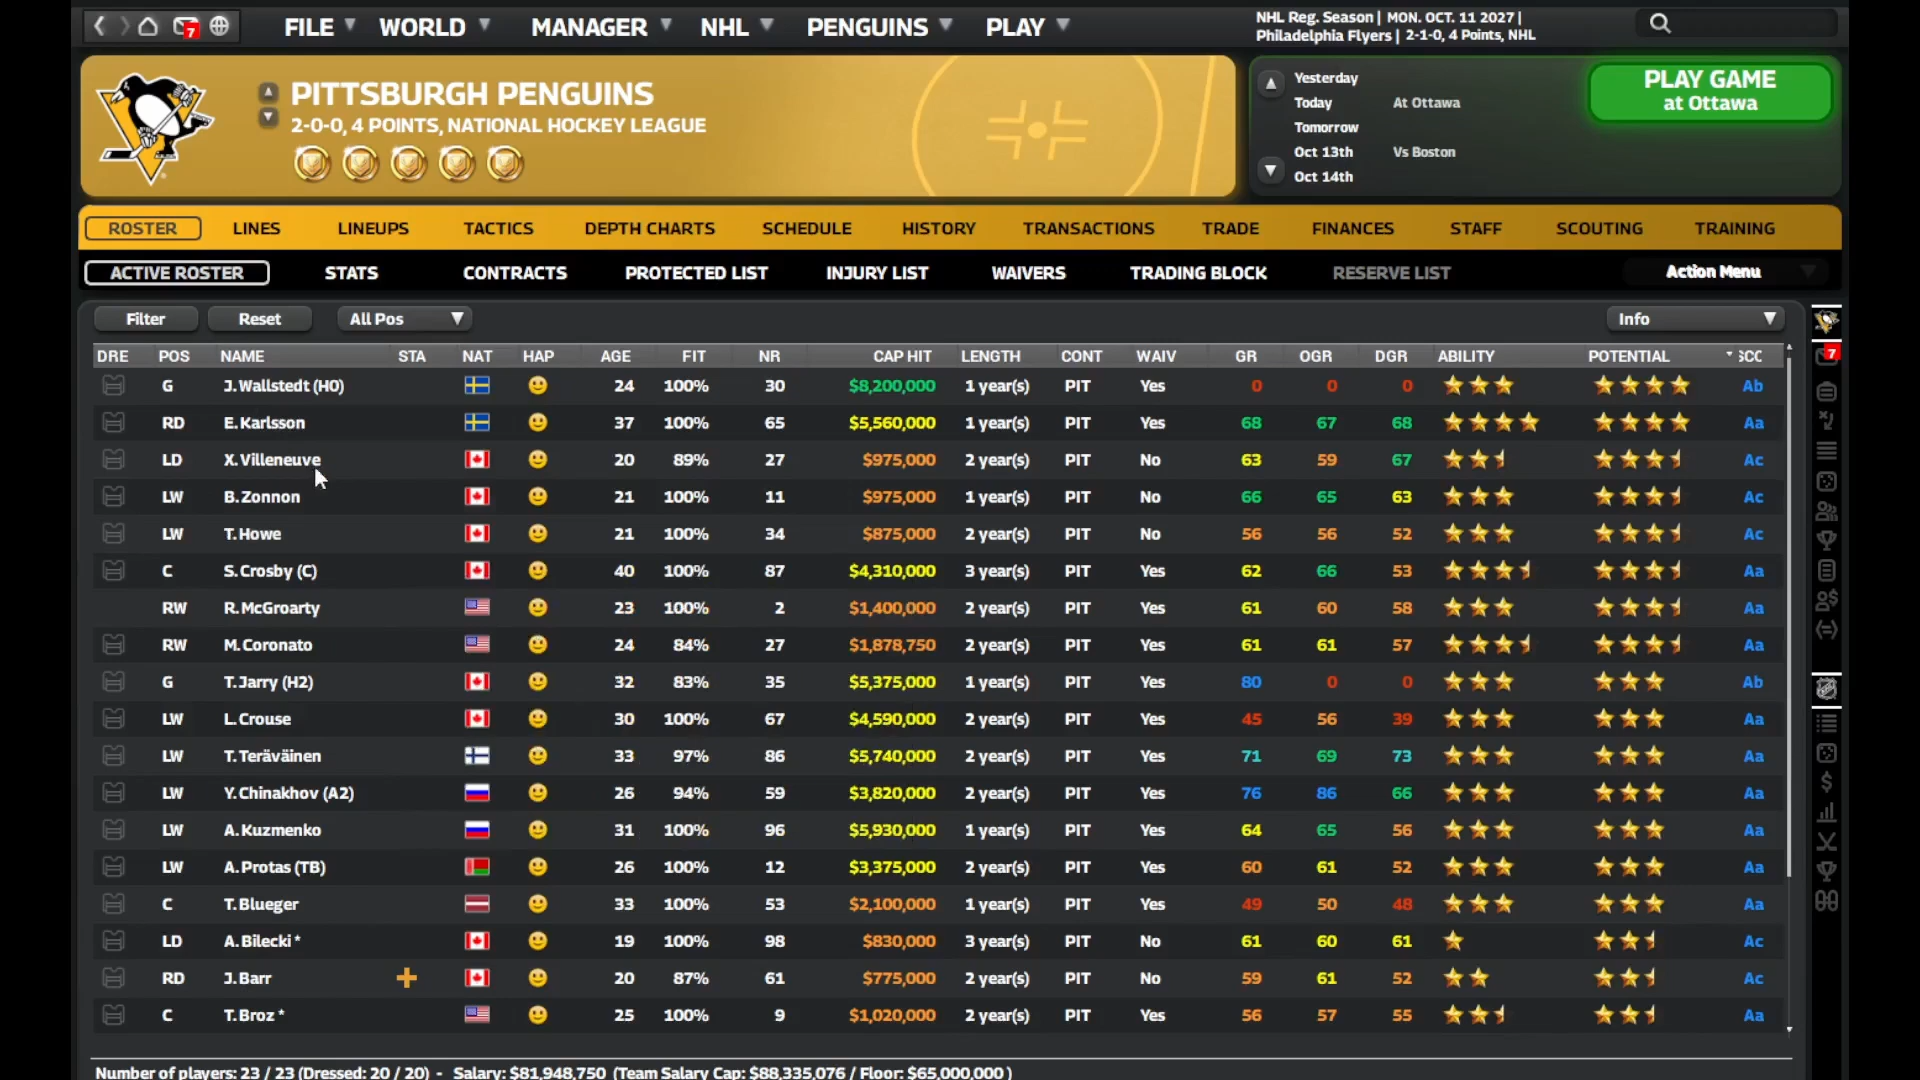 7 FILE WORLD MANAGER NHL PENGUINS PLAY
NHL Reg. Season | MON. OCT. 11 2027 |
Philadelphia Flyers | 2-1-0, 4 Points, NHL
PITTSBURGH PENGUINS
2-0-0, 4 POINTS, NATIONAL HOCKEY LEAGUE
Yesterday
Today At Ottawa
Tomorrow
Oct 13th Vs Boston
Oct 14th
PLAY GAME
at Ottawa
ROSTER LINES LINEUPS TACTICS DEPTH CHARTS SCHEDULE HISTORY TRANSACTIONS TRADE FINANCES STAFF SCOUTING TRAINING
ACTIVE ROSTER STATS CONTRACTS PROTECTED LIST INJURY LIST WAIVERS TRADING BLOCK RESERVE LIST Action Menu
Filter Reset All Pos Info
DRE POS NAME STA NAT HAP AGE FIT NR CAP HIT LENGTH CONT WAIV GR OGR DGR ABILITY POTENTIAL SCC
G J. Wallstedt (H0) 24 100% 30 $8,200,000 1 year(s) PIT Yes 0 0 0 Ab
RD E. Karlsson 37 100% 65 $5,560,000 1 year(s) PIT Yes 68 67 68 Aa
LD X. Villeneuve 20 89% 27 $975,000 2 year(s) PIT No 63 59 67 Ac
LW B. Zonnon 21 100% 11 $975,000 1 year(s) PIT No 66 65 63 Ac
LW T. Howe 21 100% 34 $875,000 2 year(s) PIT No 56 56 52 Ac
C S. Crosby (C) 40 100% 87 $4,310,000 3 year(s) PIT Yes 62 66 53 Aa
RW R. McGroarty 23 100% 2 $1,400,000 2 year(s) PIT Yes 61 60 58 Aa
RW M. Coronato 24 84% 27 $1,878,750 2 year(s) PIT Yes 61 61 57 Aa
G T. Jarry (H2) 32 83% 35 $5,375,000 1 year(s) PIT Yes 80 0 0 Ab
LW L. Crouse 30 100% 67 $4,590,000 2 year(s) PIT Yes 45 56 39 Aa
LW T. Teräväinen 33 97% 86 $5,740,000 2 year(s) PIT Yes 71 69 73 Aa
LW Y. Chinakhov (A2) 26 94% 59 $3,820,000 2 year(s) PIT Yes 76 86 66 Aa
LW A. Kuzmenko 31 100% 96 $5,930,000 1 year(s) PIT Yes 64 65 56 Aa
LW A. Protas (TB) 26 100% 12 $3,375,000 2 year(s) PIT Yes 60 61 52 Aa
C T. Blueger 33 100% 53 $2,100,000 1 year(s) PIT Yes 49 50 48 Aa
LD A. Bilecki * 19 100% 98 $830,000 3 year(s) PIT No 61 60 61 Ac
RD J. Barr 20 87% 61 $775,000 2 year(s) PIT No 59 61 52 Ac
C T. Broz * 25 100% 9 $1,020,000 2 year(s) PIT Yes 56 57 55 Aa
7
Number of players: 23 / 23 (Dressed: 20 / 20) - Salary: $81,948,750 (Team Salary Cap: $88,335,076 / Floor: $65,000,000 )